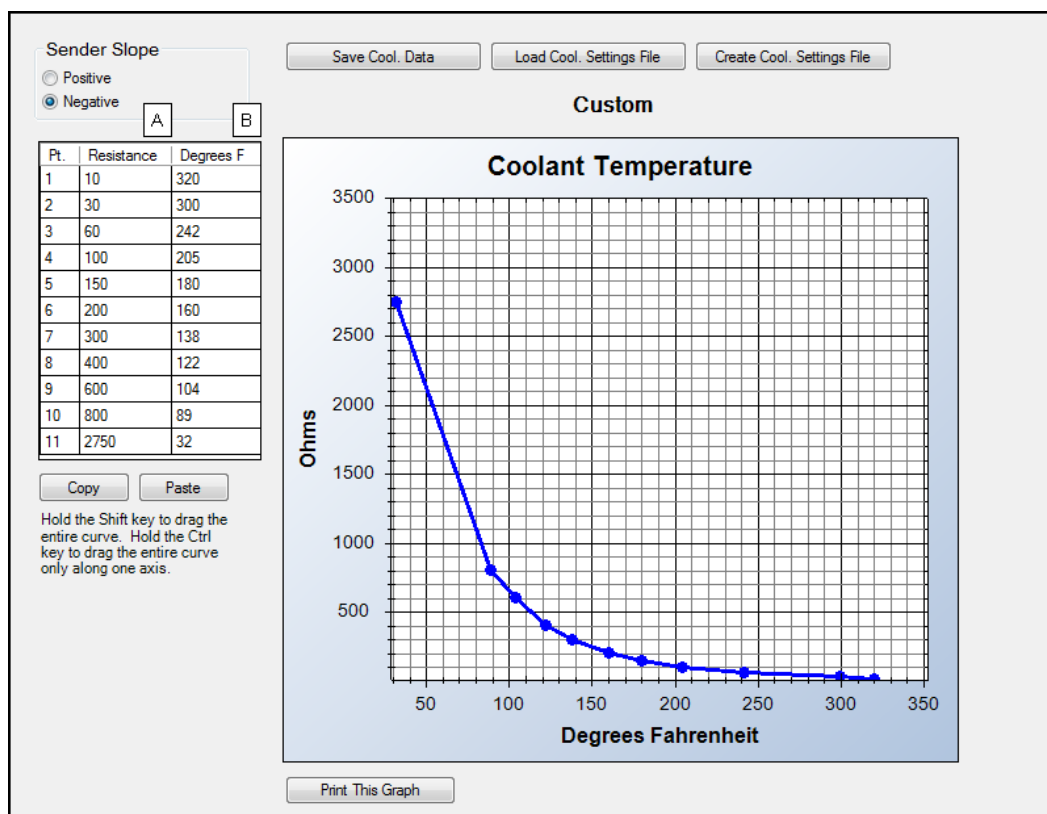 Sender Slope
Positive
Negative
A
B
Pt. Resistance Degrees F
1 10 320
2 30 300
3 60 242
4 100 205
5 150 180
6 200 160
7 300 138
8 400 122
9 600 104
10 800 89
11 2750 32
Copy
Paste
Hold the Shift key to drag the
entire curve. Hold the Ctrl
key to drag the entire curve
only along one axis.
Save Cool. Data
Load Cool. Settings File
Create Cool. Settings File
Custom
Coolant Temperature
3500
3000
2500
2000
1500
1000
500
Ohms
50 100 150 200 250 300 350
Degrees Fahrenheit
Print This Graph